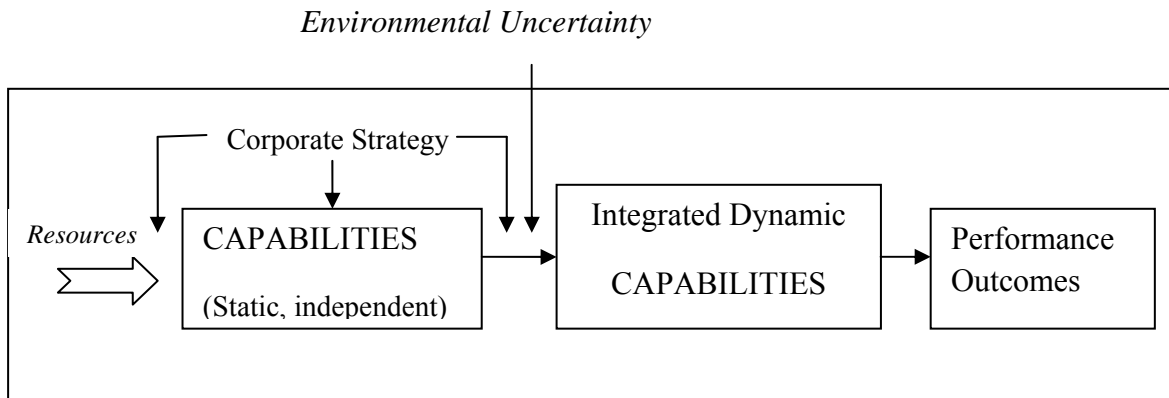 Environmental Uncertainty
Corporate Strategy
Resources
CAPABILITIES
(Static, independent)
Integrated Dynamic
CAPABILITIES
Performance
Outcomes